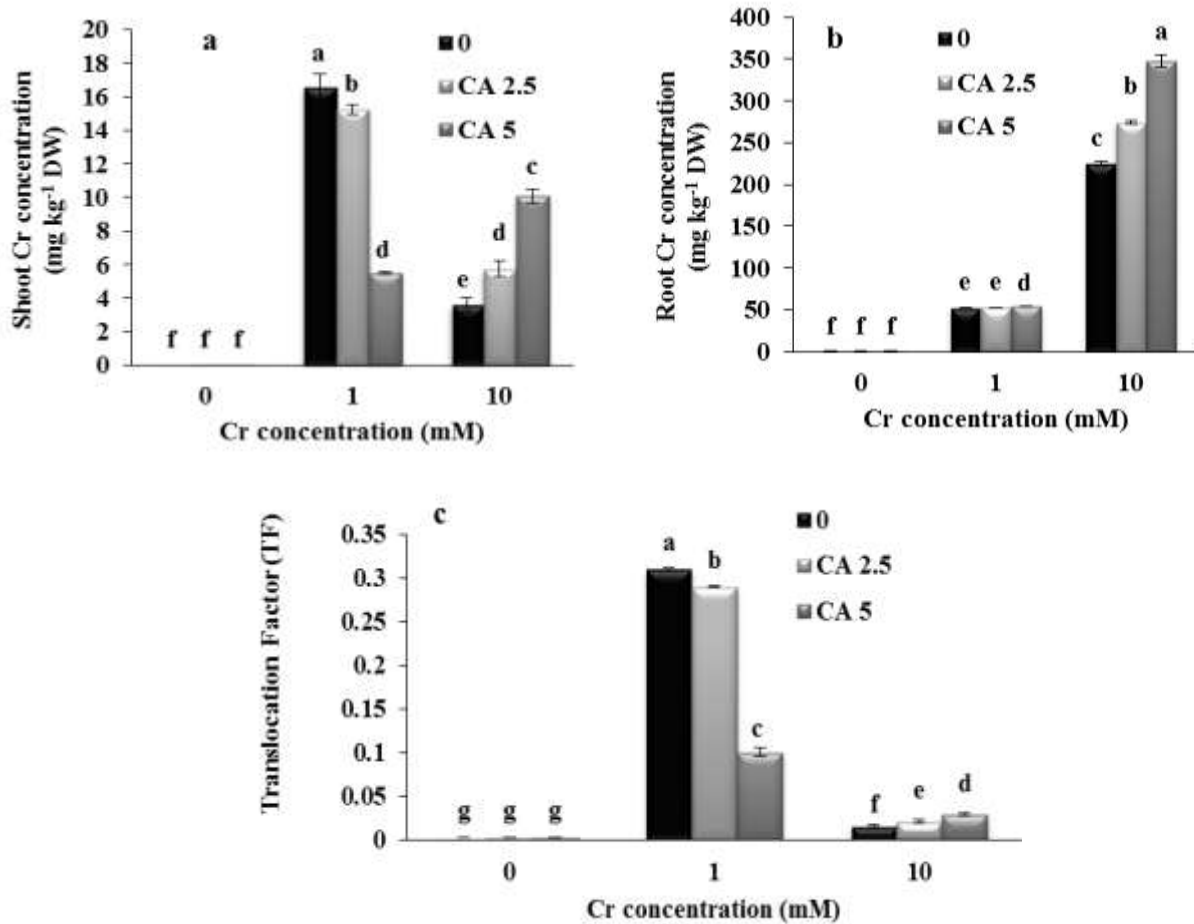 a
0
CA 2.5
CA 5
Shoot Cr concentration
(mg kg-1 DW)
20
18
16
14
12
10
8
6
4
2
0
f f f
a
b
d
e
d
c
0 1 10
Cr concentration (mM)
b
0
CA 2.5
CA 5
Root Cr concentration
(mg kg-1 DW)
400
350
300
250
200
150
100
50
0
f f f
e e d
c
b
a
0 1 10
Cr concentration (mM)
c
0
CA 2.5
CA 5
Translocation Factor (TF)
0.35
0.3
0.25
0.2
0.15
0.1
0.05
0
g g g
a
b
c
f
e
d
0 1 10
Cr concentration (mM)